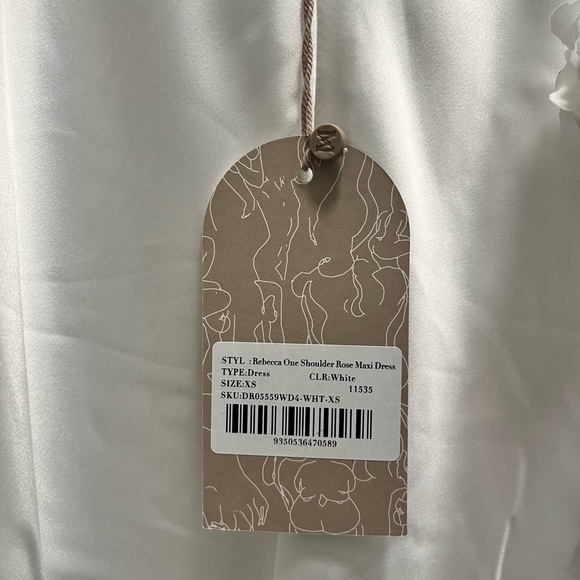 STYL : Rebecca One Shoulder Rose Maxi Dress
TYPE:Dress CLR:White
SIZE:XS 11535
SKU:DR05559WD4-WHT-XS
9350536470589